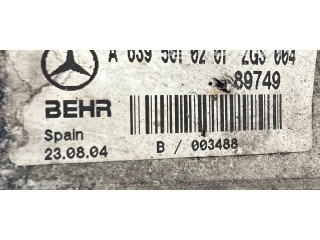 A 639 501 02 01 ZGS 004
89749
BEHR
Spain
23.08.04
B / 003488